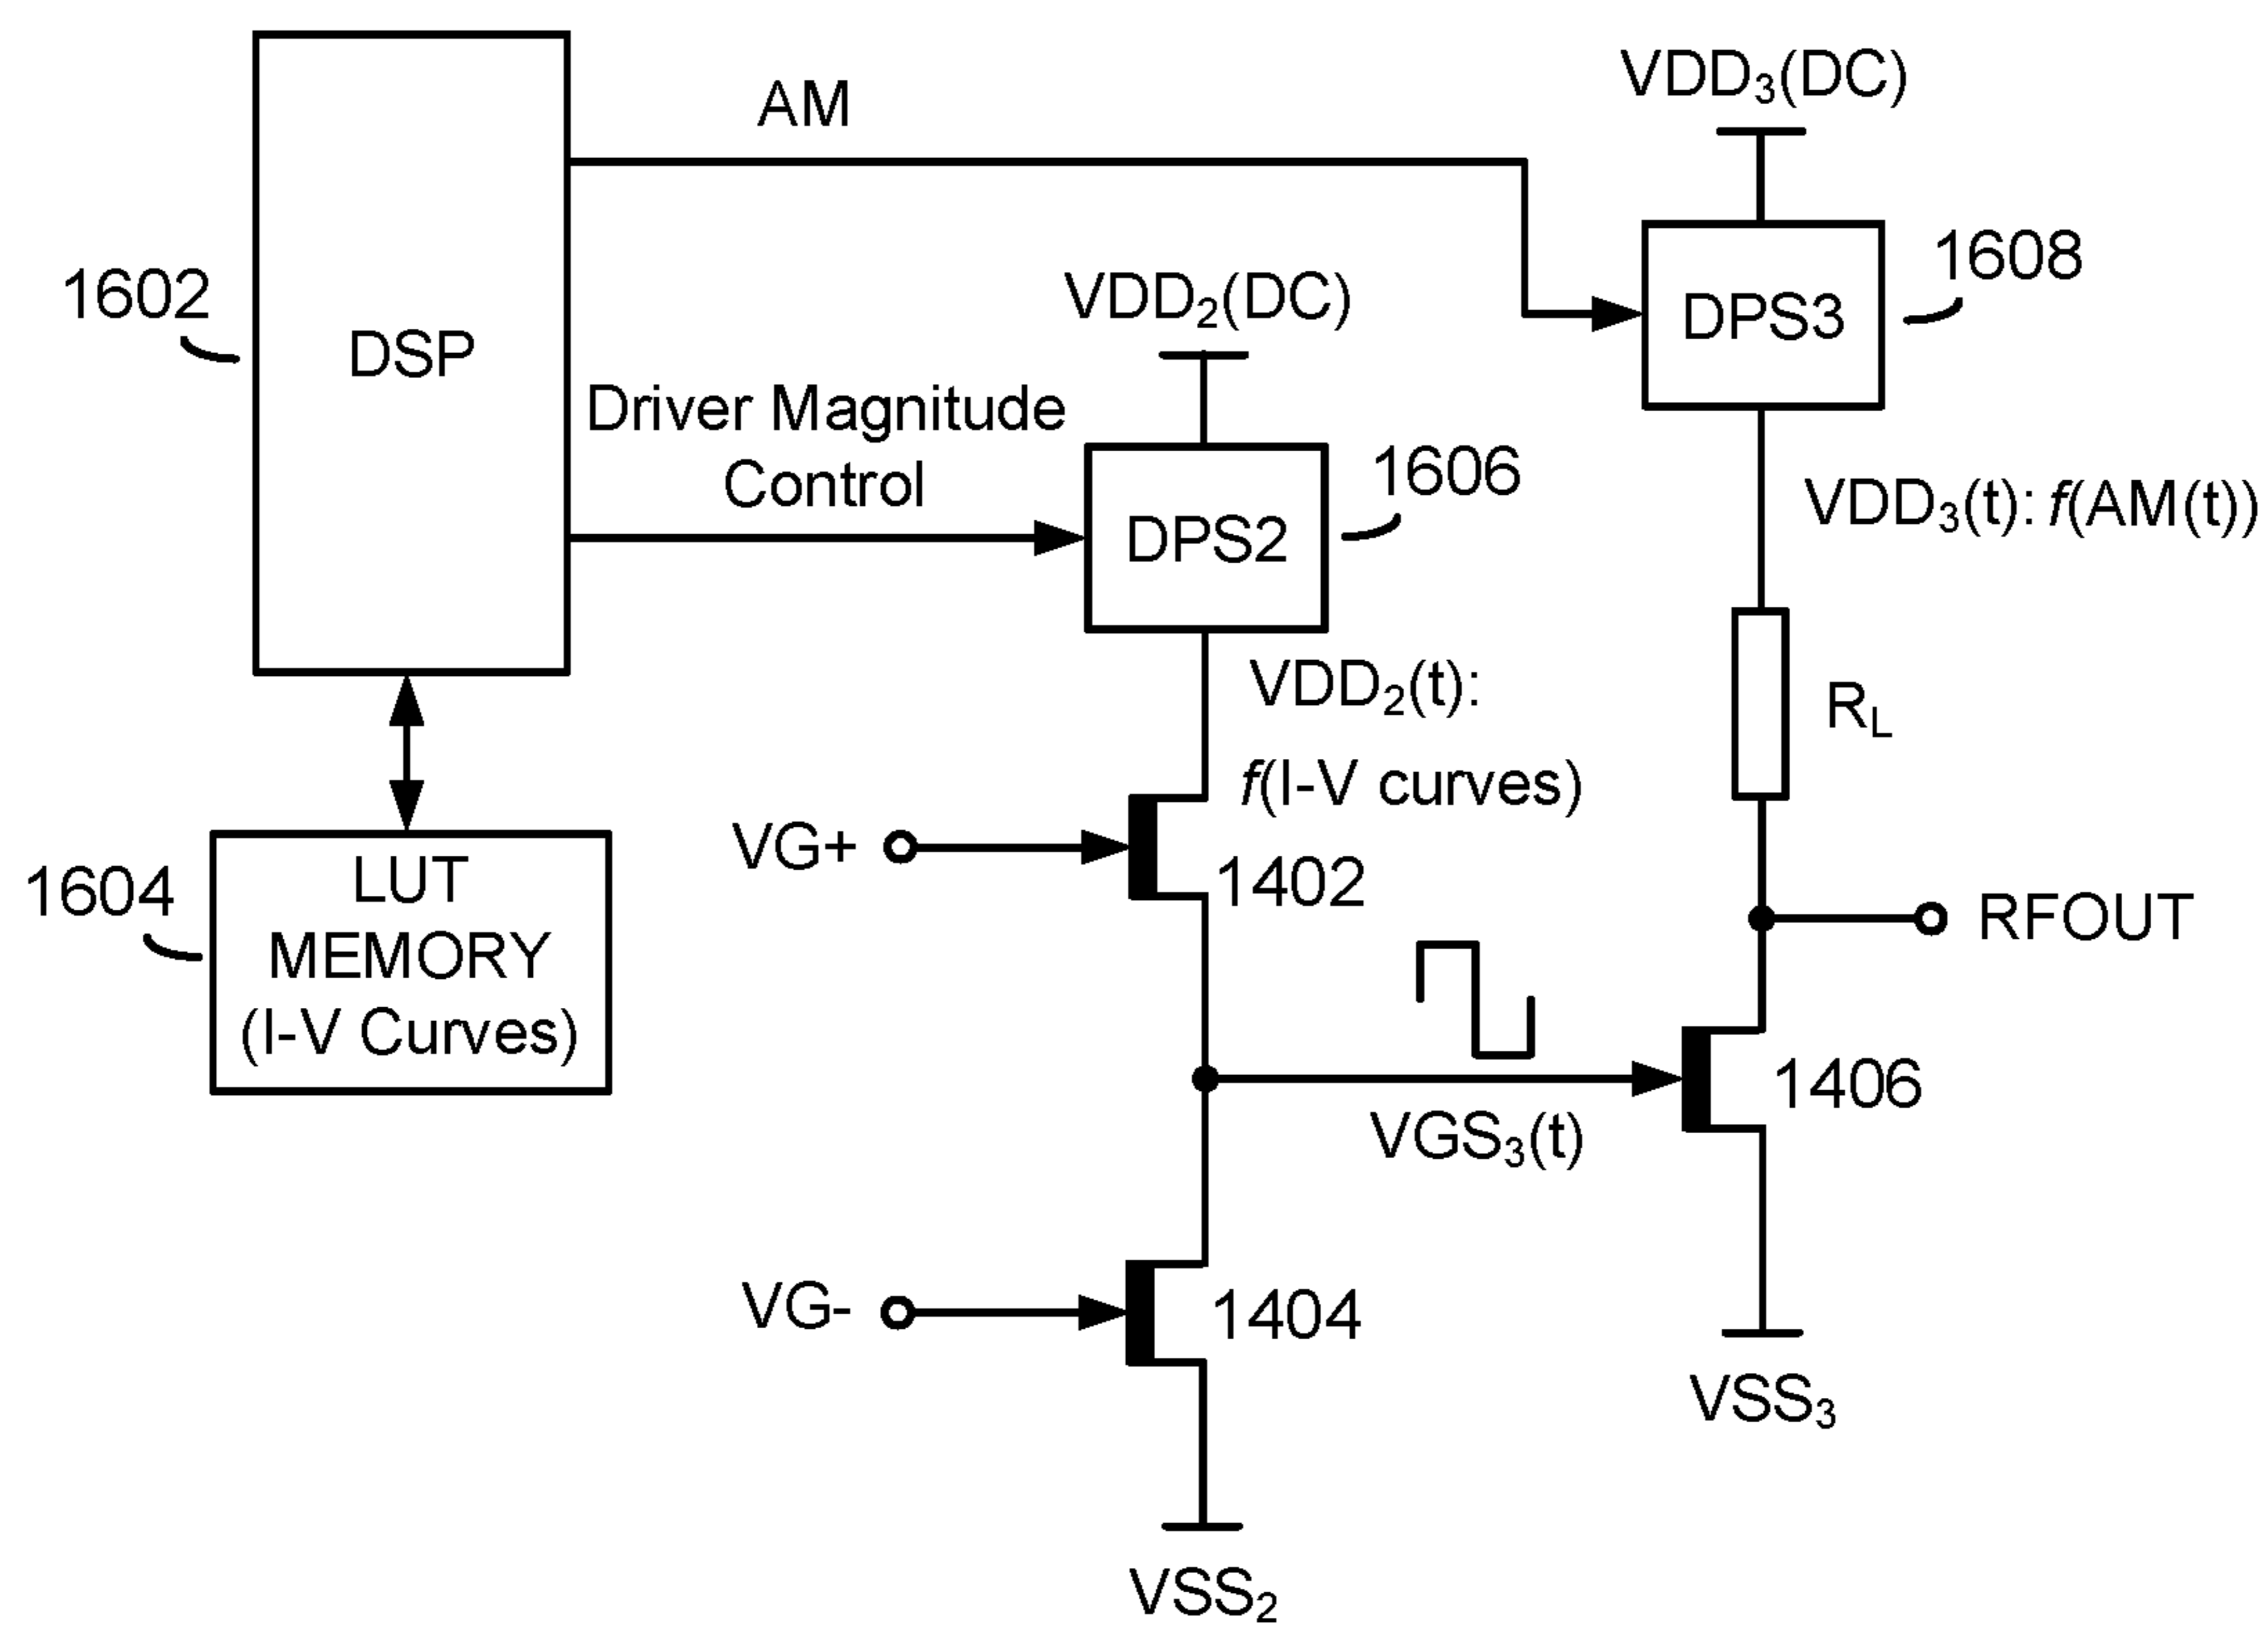 AM
VDD₃(DC)
1602
DSP
VDD₂(DC)
DPS3
1608
Driver Magnitude
Control
DPS2
1606
VDD₃(t): f(AM(t))
VDD₂(t):
f(I-V curves)
R_L
VG+
1402
1604
LUT
MEMORY
(I-V Curves)
RFOUT
VGS₃(t)
1406
VG-
1404
VSS₃
VSS₂